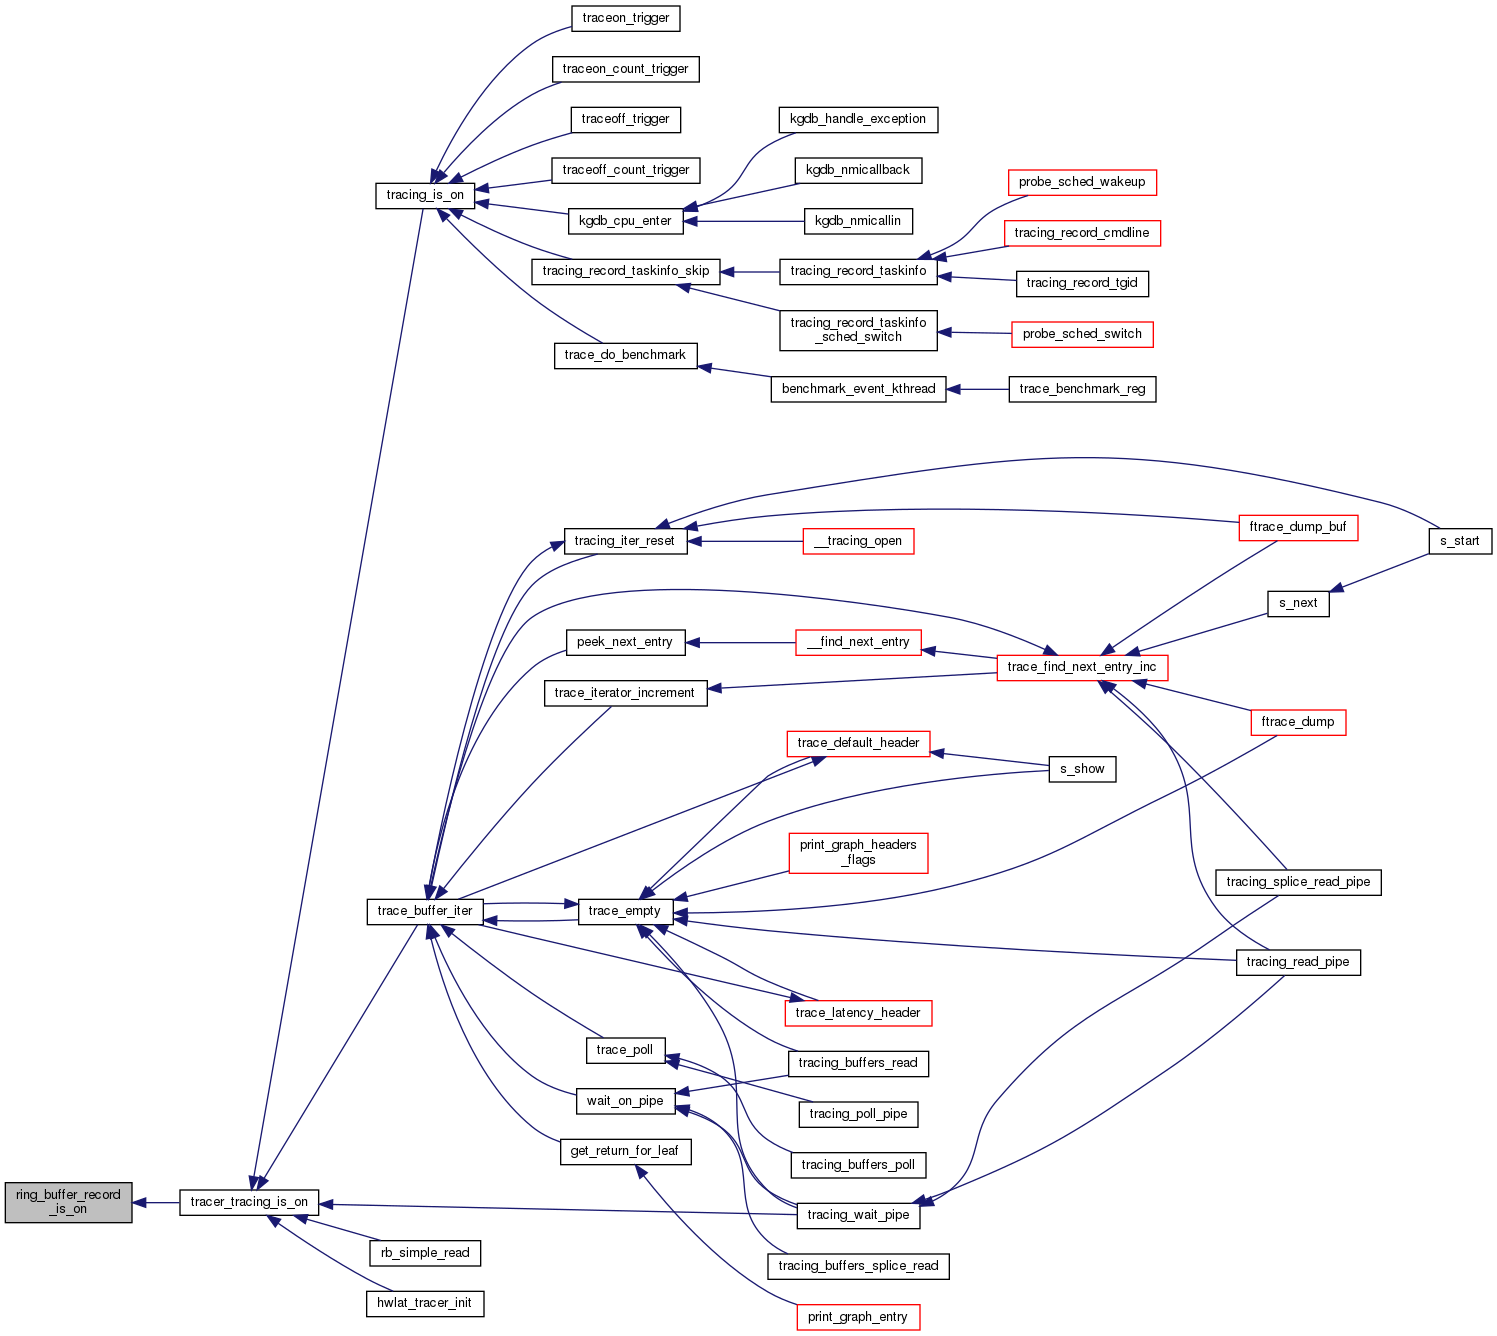 traceon_trigger
traceon_count_trigger
traceoff_trigger
kgdb_handle_exception
traceoff_count_trigger
kgdb_nmicallback
probe_sched_wakeup
tracing_is_on
kgdb_cpu_enter
kgdb_nmicallin
tracing_record_cmdline
tracing_record_taskinfo_skip
tracing_record_taskinfo
tracing_record_tgid
tracing_record_taskinfo
_sched_switch
probe_sched_switch
trace_do_benchmark
benchmark_event_kthread
trace_benchmark_reg
tracing_iter_reset
__tracing_open
ftrace_dump_buf
s_start
s_next
peek_next_entry
__find_next_entry
trace_find_next_entry_inc
trace_iterator_increment
ftrace_dump
trace_default_header
s_show
print_graph_headers
_flags
tracing_splice_read_pipe
trace_buffer_iter
trace_empty
tracing_read_pipe
trace_latency_header
trace_poll
tracing_buffers_read
wait_on_pipe
tracing_poll_pipe
get_return_for_leaf
tracing_buffers_poll
ring_buffer_record
_is_on
tracer_tracing_is_on
tracing_wait_pipe
rb_simple_read
tracing_buffers_splice_read
hwlat_tracer_init
print_graph_entry